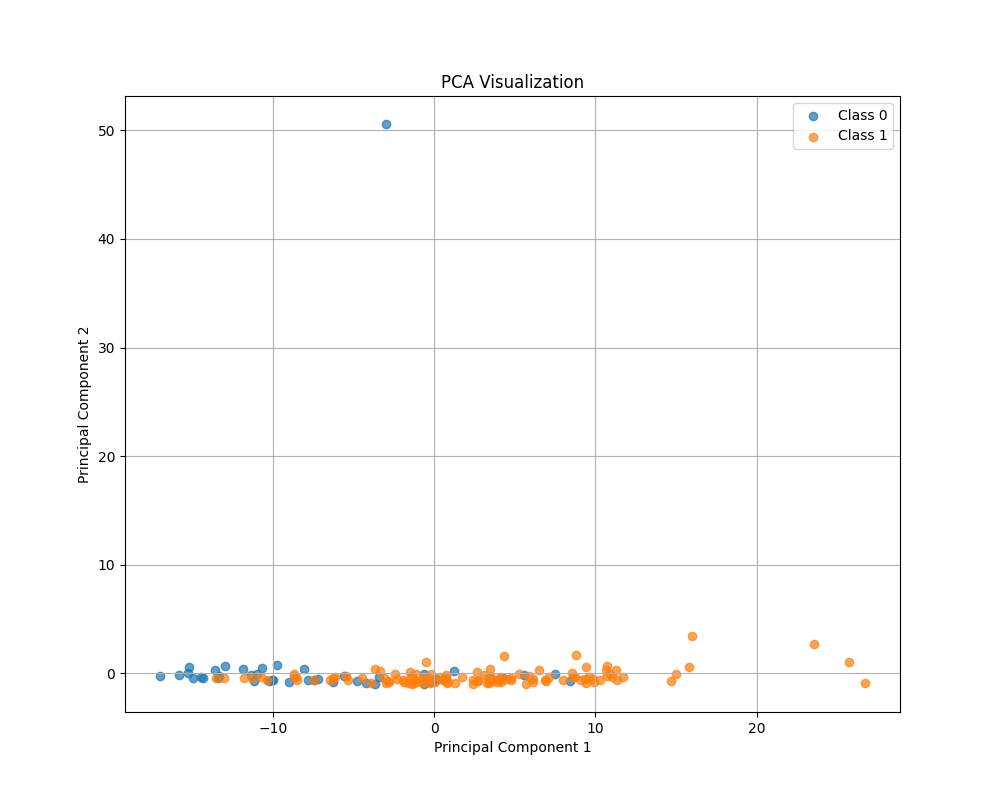 PCA Visualization
Class 0
Class 1
50
40
30
20
10
0
Principal Component 2
−10
0
10
20
Principal Component 1